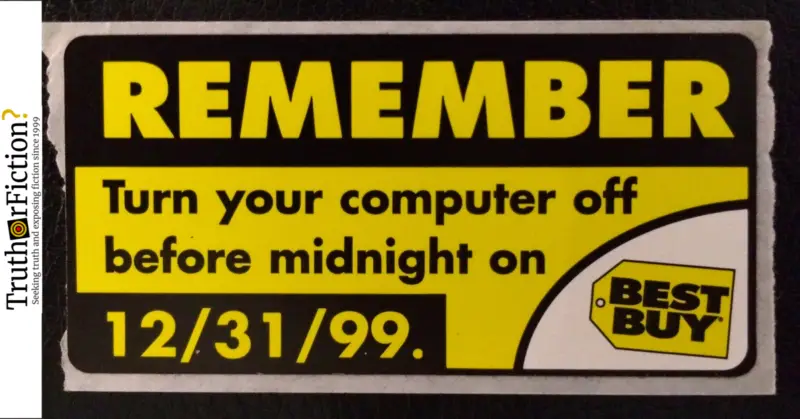 TruthorFiction?
Seeking truth and exposing fiction since 1999
REMEMBER
Turn your computer off
before midnight on
12/31/99.
BEST
BUY